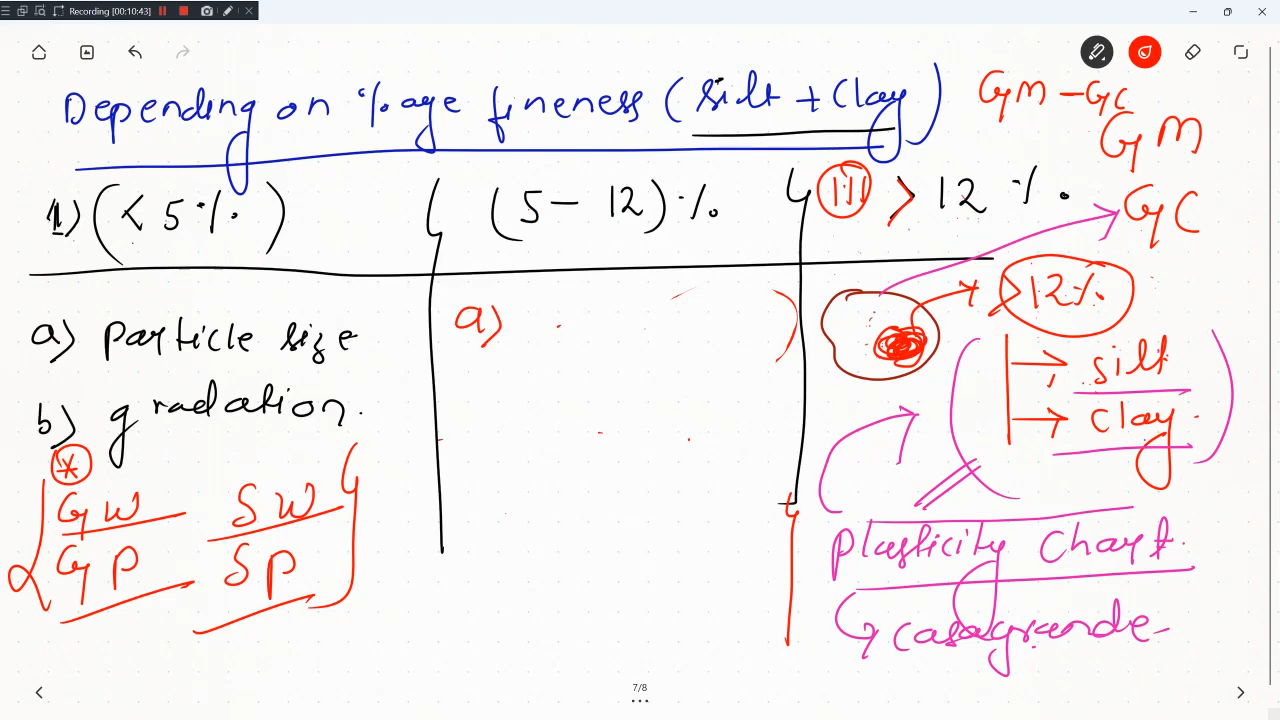 Recording [00:10:43]
Depending on %age fineness (silt + clay)
GM - GC
GM
GC
1) (< 5 %)
(5 - 12) %
III > 12 %.
a) particle size
b) gradation.
a)
>12%
→ silt
→ clay.
*
GW SW
GP SP
Plasticity Chart.
casagrande
7/8